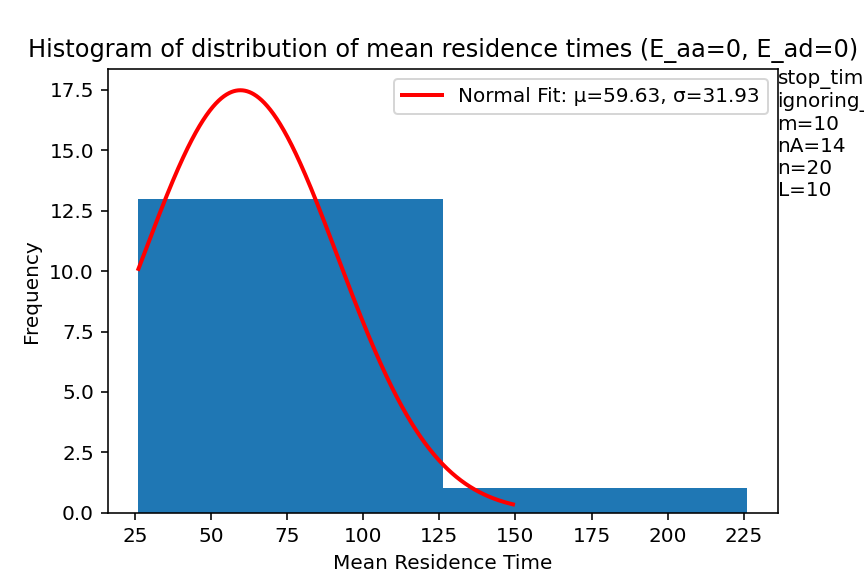 Histogram of distribution of mean residence times (E_aa=0, E_ad=0)
Normal Fit: μ=59.63, σ=31.93
stop_tim
ignoring_
m=10
nA=14
n=20
L=10
Frequency
17.5
15.0
12.5
10.0
7.5
5.0
2.5
0.0
25 50 75 100 125 150 175 200 225
Mean Residence Time